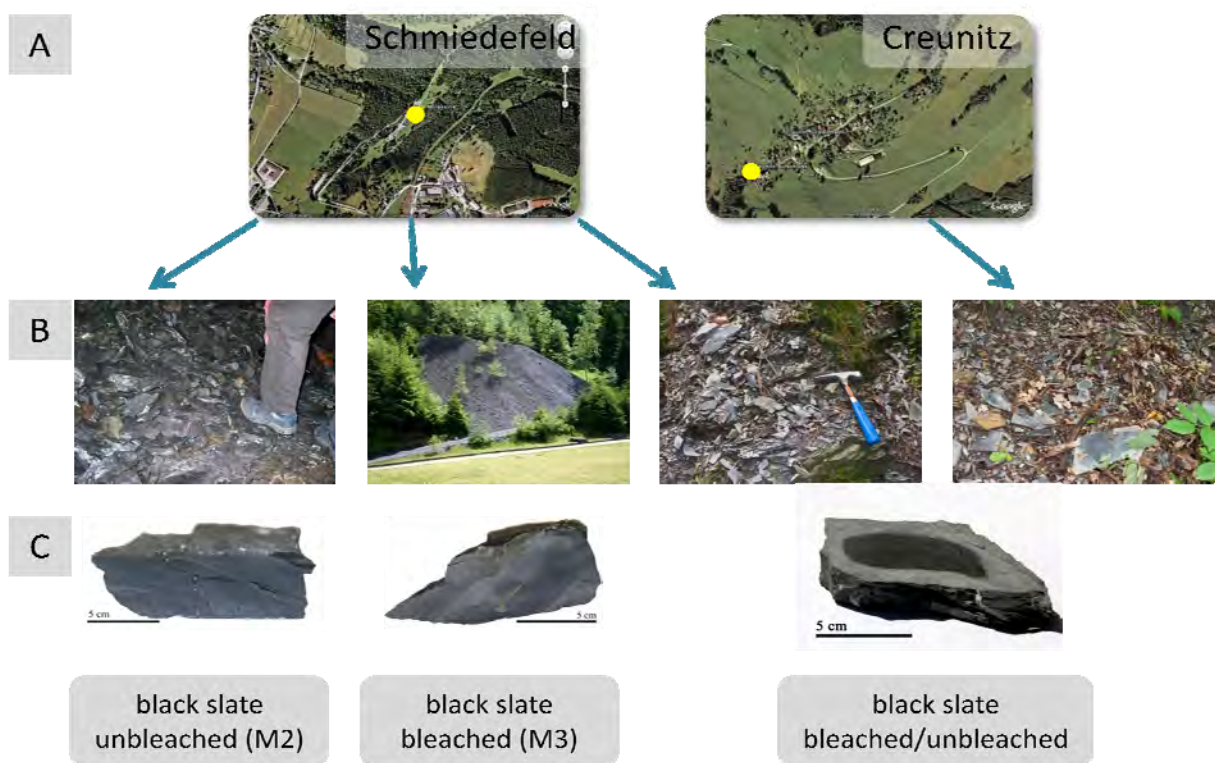 A
Schmiedefeld
Creunitz
Google
B
C
5 cm
5 cm
5 cm
black slate
unbleached (M2)
black slate
bleached (M3)
black slate
bleached/unbleached